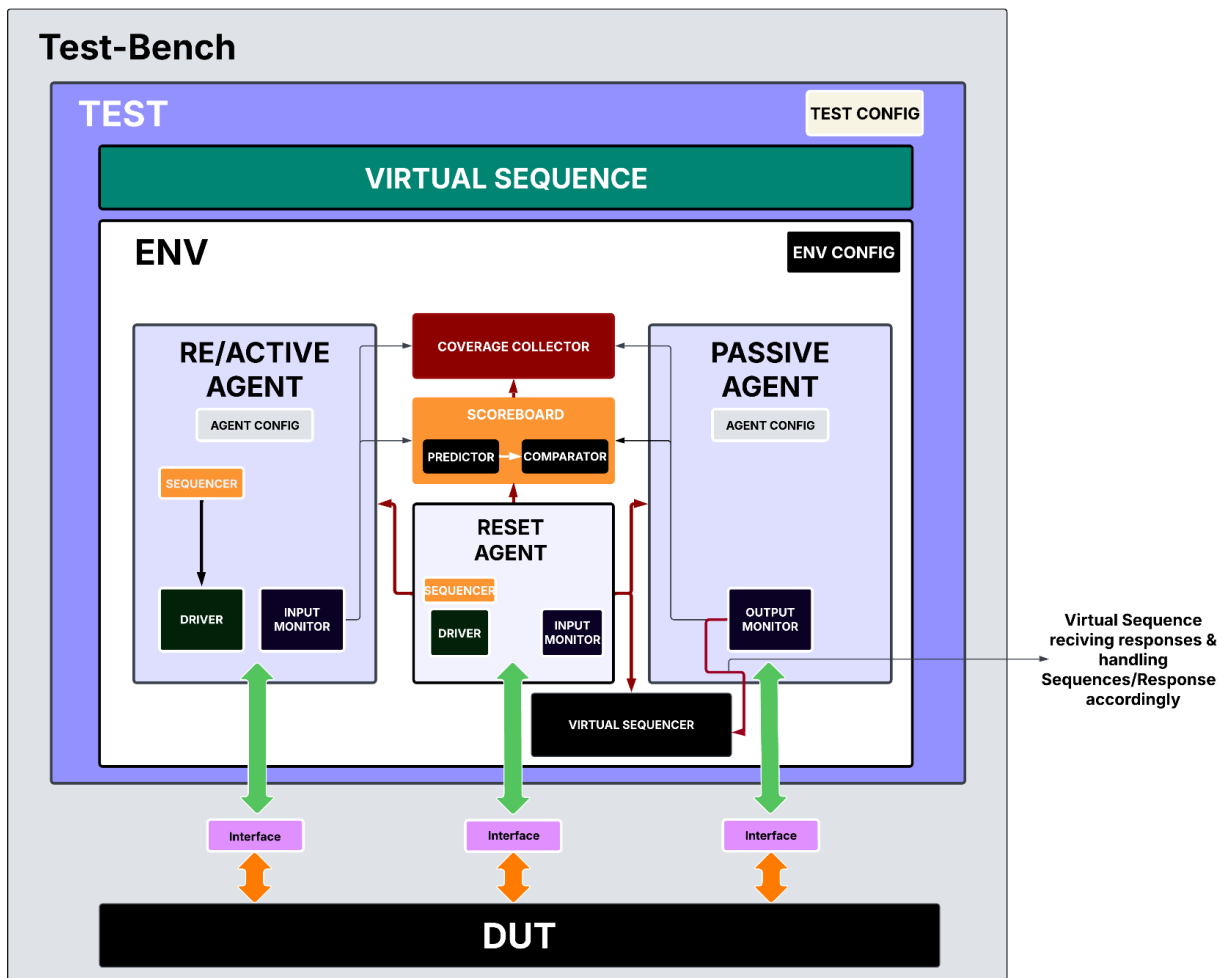 Test-Bench
TEST
TEST CONFIG
VIRTUAL SEQUENCE
ENV
ENV CONFIG
RE/ACTIVE
AGENT
AGENT CONFIG
SEQUENCER
DRIVER
INPUT
MONITOR
COVERAGE COLLECTOR
SCOREBOARD
PREDICTOR
COMPARATOR
RESET
AGENT
SEQUENCER
DRIVER
INPUT
MONITOR
PASSIVE
AGENT
AGENT CONFIG
OUTPUT
MONITOR
VIRTUAL SEQUENCER
Virtual Sequence
reciving responses &
handling
Sequences/Response
accordingly
Interface
Interface
Interface
DUT